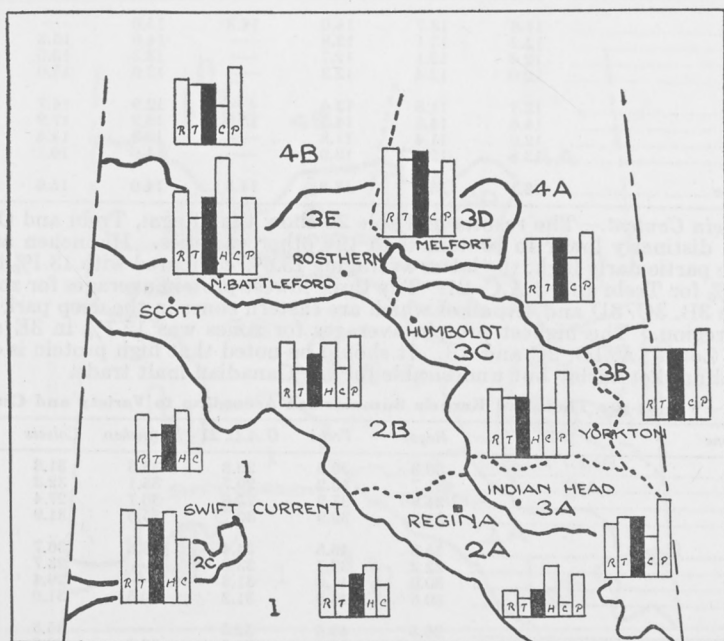 R T C P
4B
4A
R T H C P
3E
R T C P
3D
MELFORT
ROSTHERN
R T C P
N. BATTLEFORD
SCOTT
HUMBOLDT
3C
R T H C P
3B
R T C P
2B
R T H C P
YORKTON
R T H C
1
INDIAN HEAD
3A
SWIFT CURRENT
REGINA
2A
R T C P
2C
R T H C
1
R T H C
R T H C P